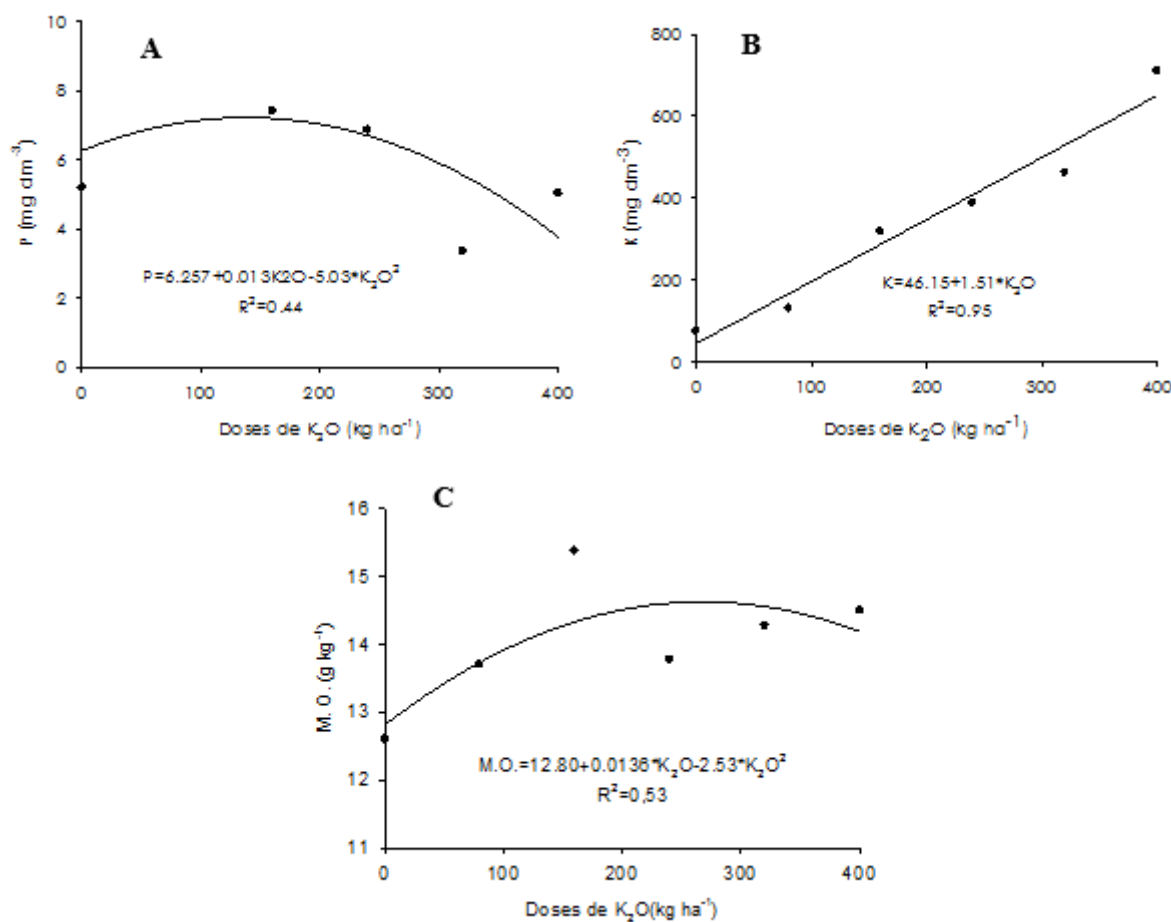 A
10
8
6
4
2
0
P (mg dm⁻³)
P=6.257+0.013K2O-5.03*K₂O²
R²=0.44
0 100 200 300 400
Doses de K₂O (kg ha⁻¹)
B
800
600
400
200
0
K (mg dm⁻³)
K=46.15+1.51*K₂O
R²=0.95
0 100 200 300 400
Doses de K₂O (kg ha⁻¹)
C
16
15
14
13
12
11
M.O. (g kg⁻¹)
M.O.=12.80+0.0136*K₂O-2.53*K₂O²
R²=0,53
0 100 200 300 400
Doses de K₂O(kg ha⁻¹)